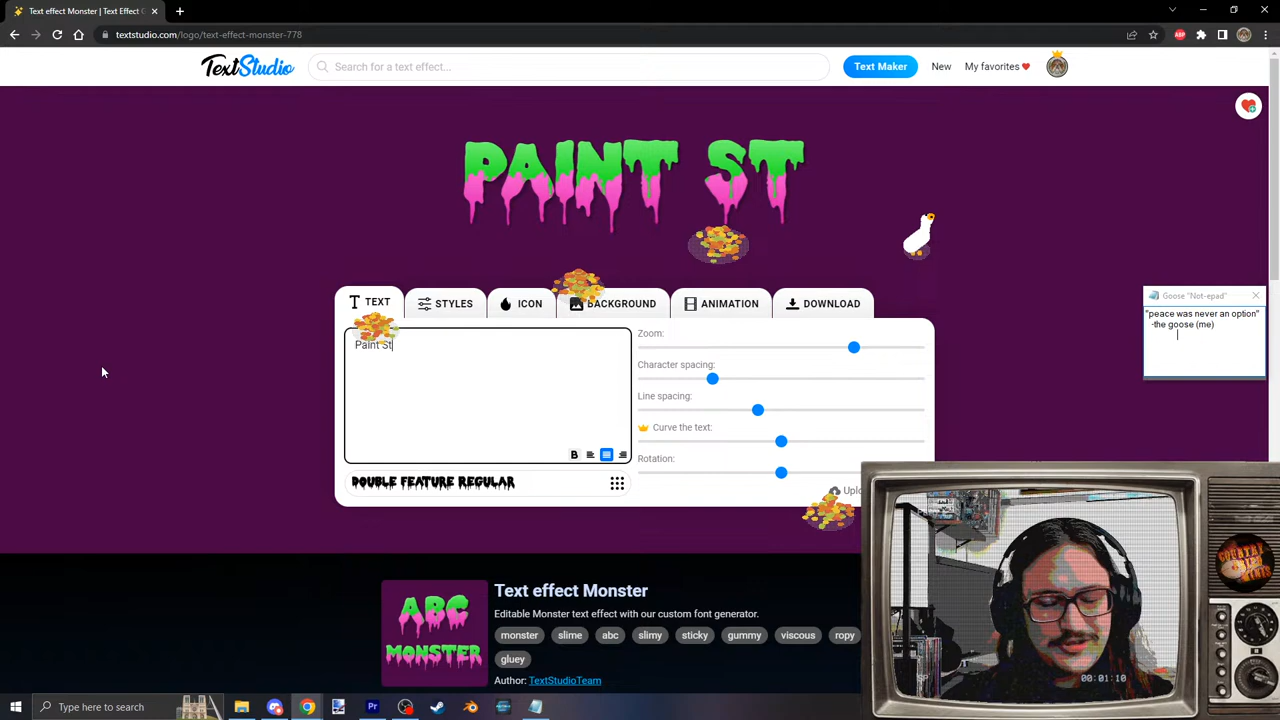 Text effect Monster | Text Effect G
textstudio.com/logo/text-effect-monster-778
TextStudio
Search for a text effect...
Text Maker
New
My favorites
PAINT ST
TEXT
STYLES
ICON
BACKGROUND
ANIMATION
DOWNLOAD
Paint St
B
DOUBLE FEATURE REGULAR
Zoom:
Character spacing:
Line spacing:
Curve the text:
Rotation:
Uplo
Goose "Not-epad"
"peace was never an option"
-the goose (me)
ABC
MONSTER
Text effect Monster
Editable Monster text effect with our custom font generator.
monster
slime
abc
slimy
sticky
gummy
viscous
ropy
gluey
Author: TextStudioTeam
COUNTRY
00:01:10
Type here to search